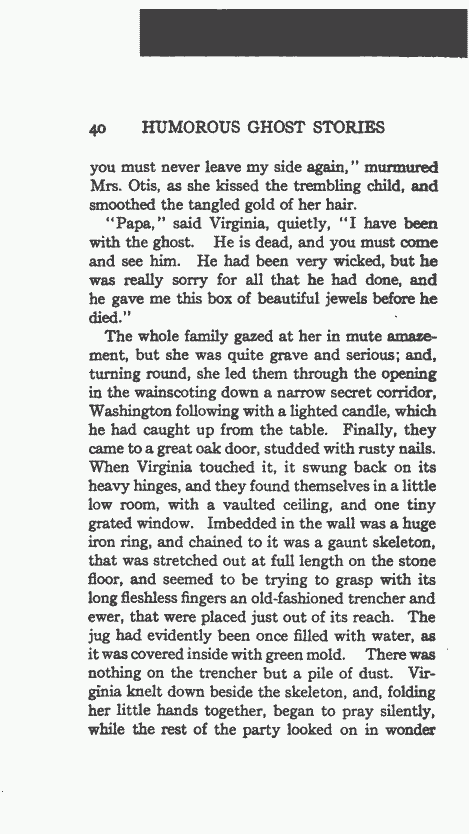 40 HUMOROUS GHOST STORIES
you must never leave my side again," murmured
Mrs. Otis, as she kissed the trembling child, and
smoothed the tangled gold of her hair.
"Papa," said Virginia, quietly, "I have been
with the ghost. He is dead, and you must come
and see him. He had been very wicked, but he
was really sorry for all that he had done, and
he gave me this box of beautiful jewels before he
died."
The whole family gazed at her in mute amaze-
ment, but she was quite grave and serious; and,
turning round, she led them through the opening
in the wainscoting down a narrow secret corridor,
Washington following with a lighted candle, which
he had caught up from the table. Finally, they
came to a great oak door, studded with rusty nails.
When Virginia touched it, it swung back on its
heavy hinges, and they found themselves in a little
low room, with a vaulted ceiling, and one tiny
grated window. Imbedded in the wall was a huge
iron ring, and chained to it was a gaunt skeleton,
that was stretched out at full length on the stone
floor, and seemed to be trying to grasp with its
long fleshless fingers an old-fashioned trencher and
ewer, that were placed just out of its reach. The
jug had evidently been once filled with water, as
it was covered inside with green mold. There was
nothing on the trencher but a pile of dust. Vir-
ginia knelt down beside the skeleton, and, folding
her little hands together, began to pray silently,
while the rest of the party looked on in wonder